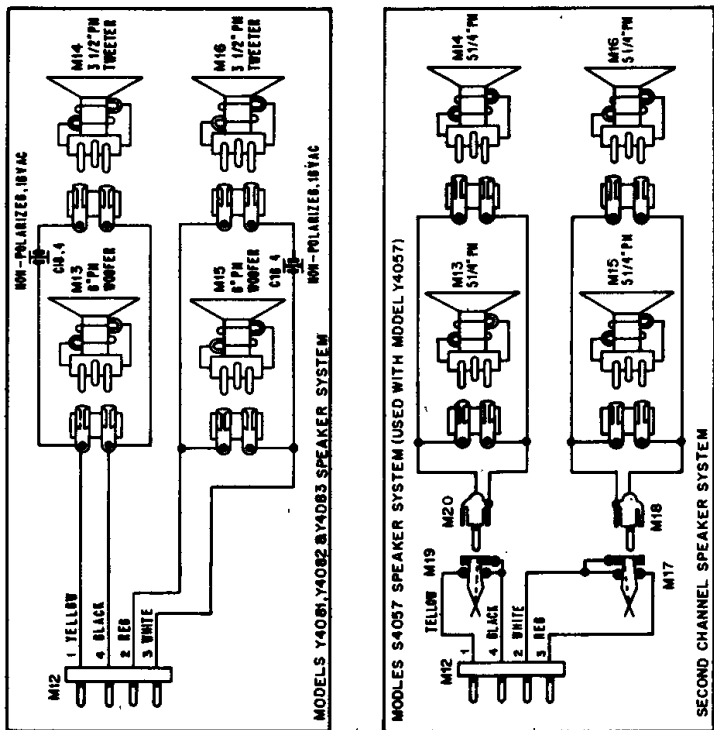 M14
3 1/2" PM
TWEETER
M16
3 1/2" PM
TWEETER
NON-POLARIZED, 16VAC
C18.4
M13
6" PM
WOOFER
M15
6" PM
WOOFER
C16 4
NON-POLARIZED, 16VAC
1 YELLOW
4 BLACK
2 RED
3 WHITE
M12
MODELS Y4081, Y4082 & Y4083 SPEAKER SYSTEM
MODLES S4057 SPEAKER SYSTEM (USED WITH MODEL Y4057)
M14
5 1/4" PM
M16
5 1/4" PM
M13
5 1/4" PM
M15
5 1/4" PM
M20
M18
M19
M17
YELLOW
1
4 BLACK
2 WHITE
3 RED
M12
SECOND CHANNEL SPEAKER SYSTEM